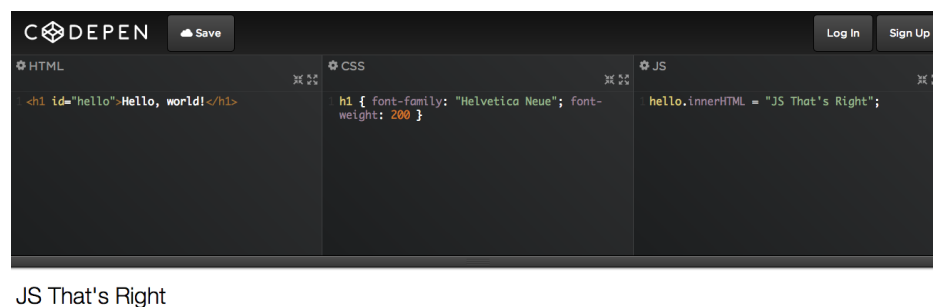 CODEPEN Save Log In Sign Up
HTML
1 <h1 id="hello">Hello, world!</h1>
CSS
1 h1 { font-family: "Helvetica Neue"; font-
weight: 200 }
JS
1 hello.innerHTML = "JS That's Right";
JS That's Right